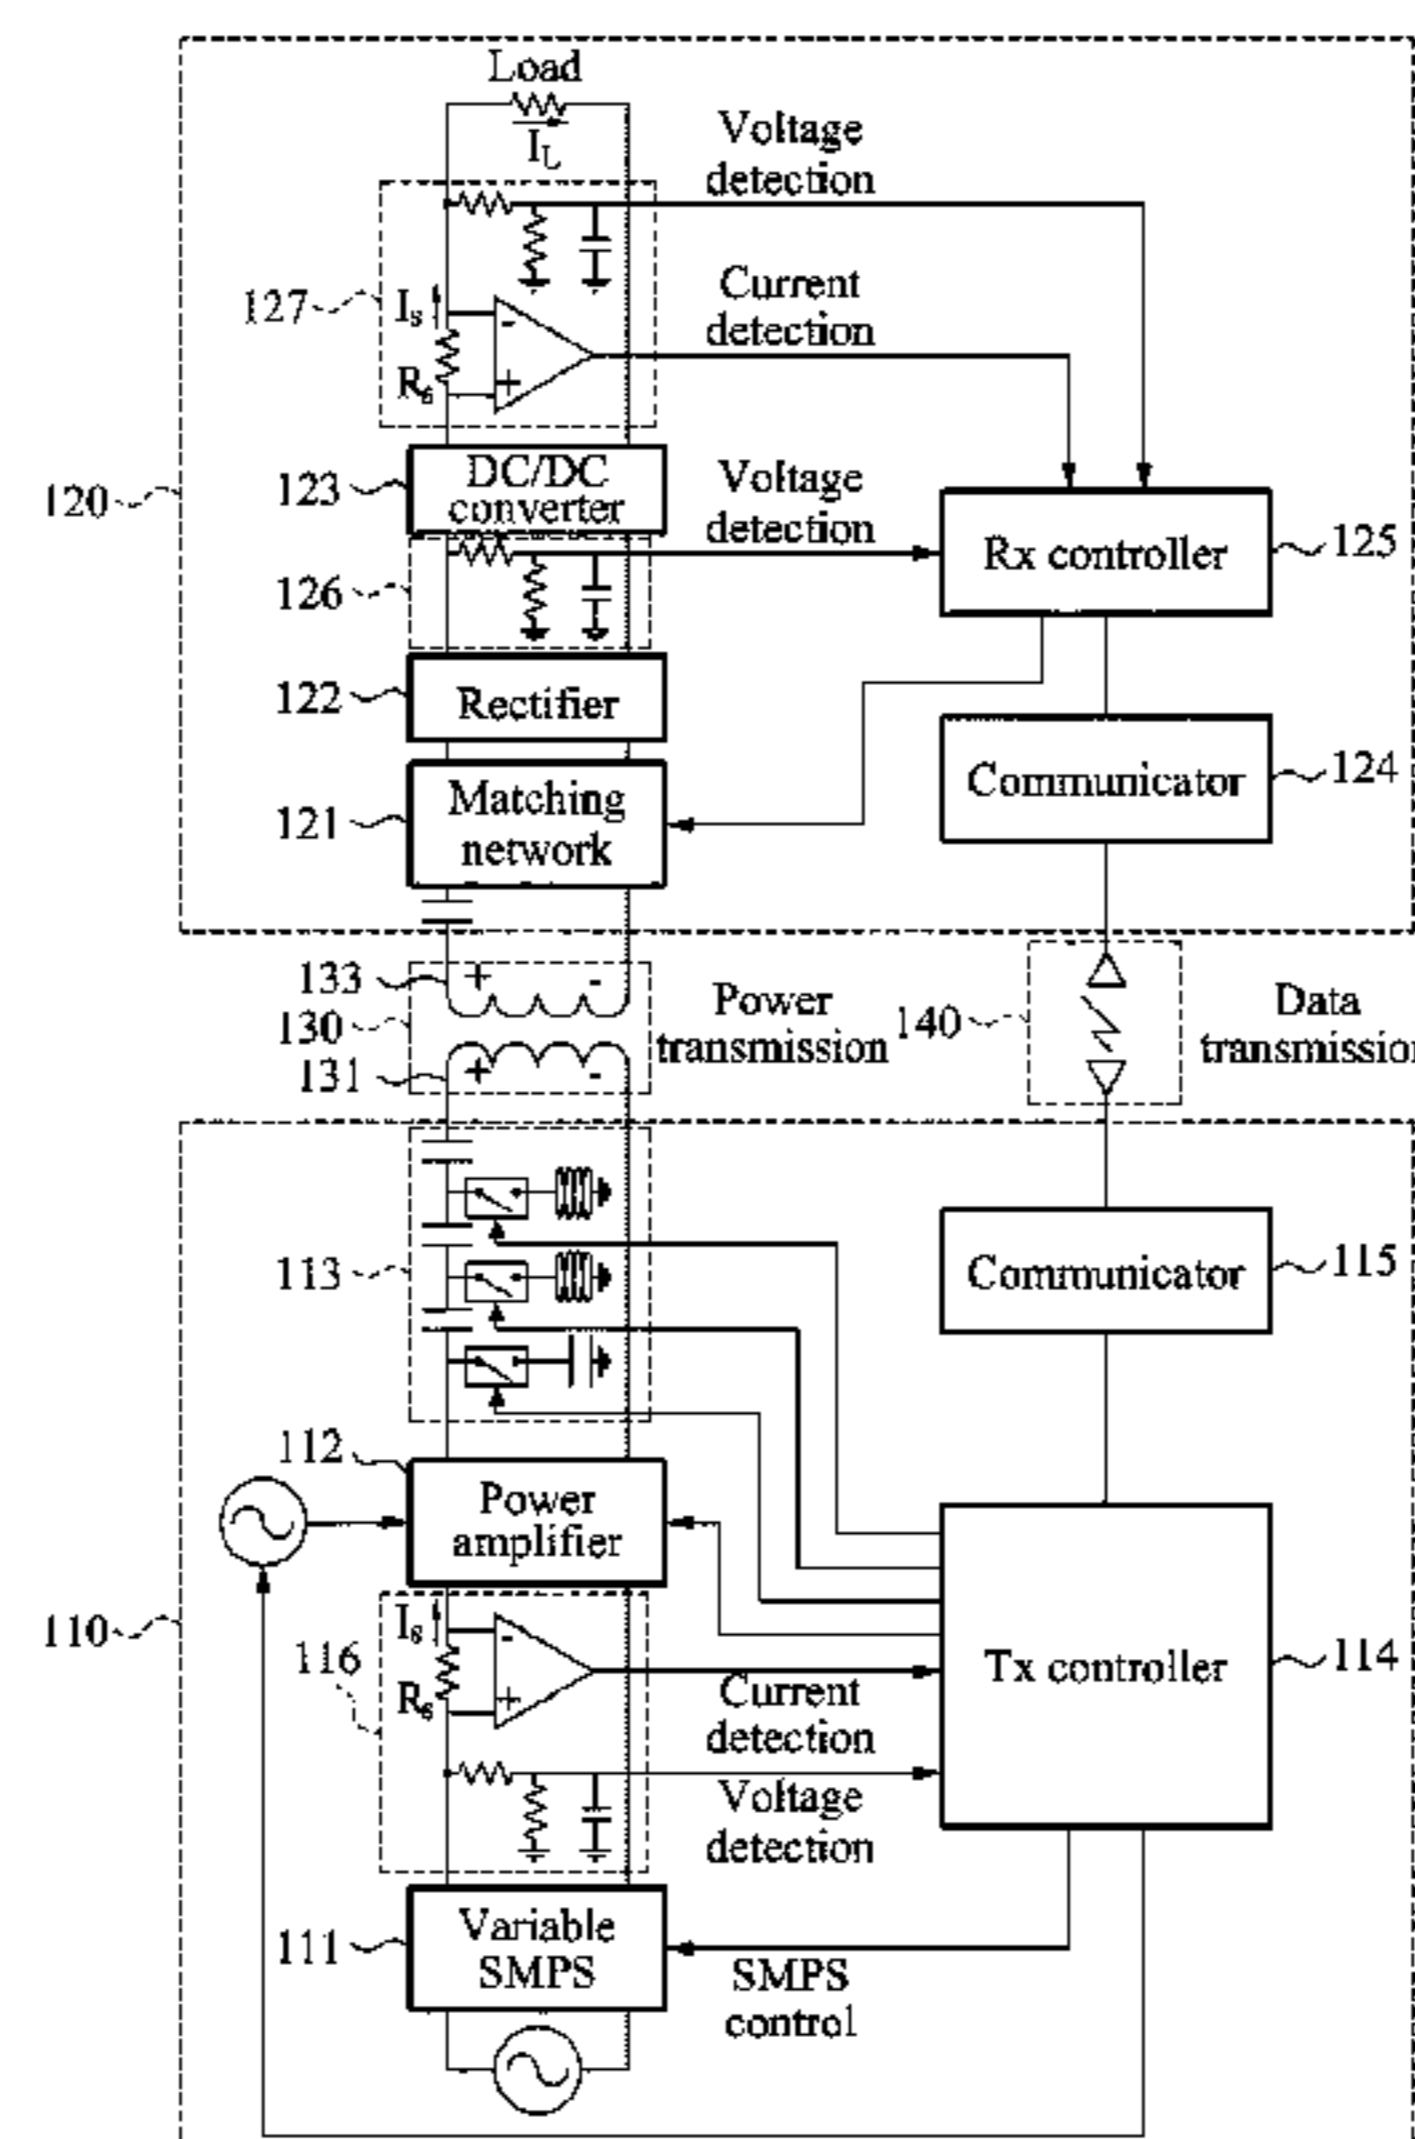 Load
I_L
Voltage
detection
127
I_s
R_s
-
+
Current
detection
120
123
DC/DC
converter
Voltage
detection
Rx controller
125
126
122
Rectifier
121
Matching
network
Communicator
124
133
+ -
130
131
+ -
Power
transmission
140
Data
transmission
113
Communicator
115
112
Power
amplifier
110
116
I_s
R_s
-
+
Current
detection
Tx controller
114
Voltage
detection
111
Variable
SMPS
SMPS
control